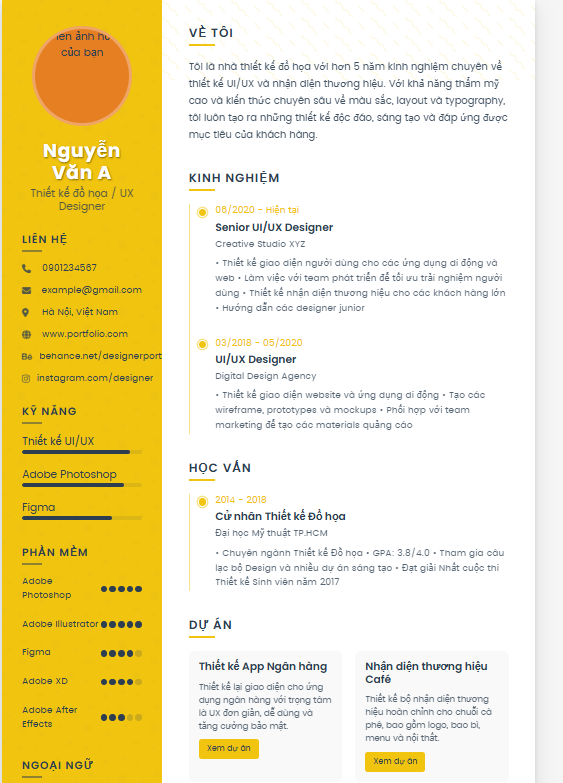 ên ảnh h
của bạn
Nguyễn
Văn A
Thiết kế đồ họa / UX
Designer
LIÊN HỆ
0901234567
example@gmail.com
Hà Nội, Việt Nam
www.portfolio.com
behance.net/designerport
instagram.com/designer
KỸ NĂNG
Thiết kế UI/UX
Adobe Photoshop
Figma
PHẦN MỀM
Adobe
Photoshop
Adobe Illustrator
Figma
Adobe XD
Adobe After
Effects
NGOẠI NGỮ
VỀ TÔI
Tôi là nhà thiết kế đồ họa với hơn 5 năm kinh nghiệm chuyên về
thiết kế UI/UX và nhận diện thương hiệu. Với khả năng thẩm mỹ
cao và kiến thức chuyên sâu về màu sắc, layout và typography,
tôi luôn tạo ra những thiết kế độc đáo, sáng tạo và đáp ứng được
mục tiêu của khách hàng.
KINH NGHIỆM
06/2020 - Hiện tại
Senior UI/UX Designer
Creative Studio XYZ
• Thiết kế giao diện người dùng cho các ứng dụng di động và
web • Làm việc với team phát triển để tối ưu trải nghiệm người
dùng • Thiết kế nhận diện thương hiệu cho các khách hàng lớn
• Hướng dẫn các designer junior
03/2018 - 05/2020
UI/UX Designer
Digital Design Agency
• Thiết kế giao diện website và ứng dụng di động • Tạo các
wireframe, prototypes và mockups • Phối hợp với team
marketing để tạo các materials quảng cáo
HỌC VẤN
2014 - 2018
Cử nhân Thiết kế Đồ họa
Đại học Mỹ thuật TP.HCM
• Chuyên ngành Thiết kế Đồ họa • GPA: 3.8/4.0 • Tham gia câu
lạc bộ Design và nhiều dự án sáng tạo • Đạt giải Nhất cuộc thi
Thiết kế Sinh viên năm 2017
DỰ ÁN
Thiết kế App Ngân hàng
Thiết kế lại giao diện cho ứng
dụng ngân hàng với trọng tâm
là UX đơn giản, dễ dùng và
tăng cường bảo mật.
Xem dự án
Nhận diện thương hiệu
Café
Thiết kế bộ nhận diện thương
hiệu hoàn chỉnh cho chuỗi cà
phê, bao gồm logo, bao bì,
menu và nội thất.
Xem dự án